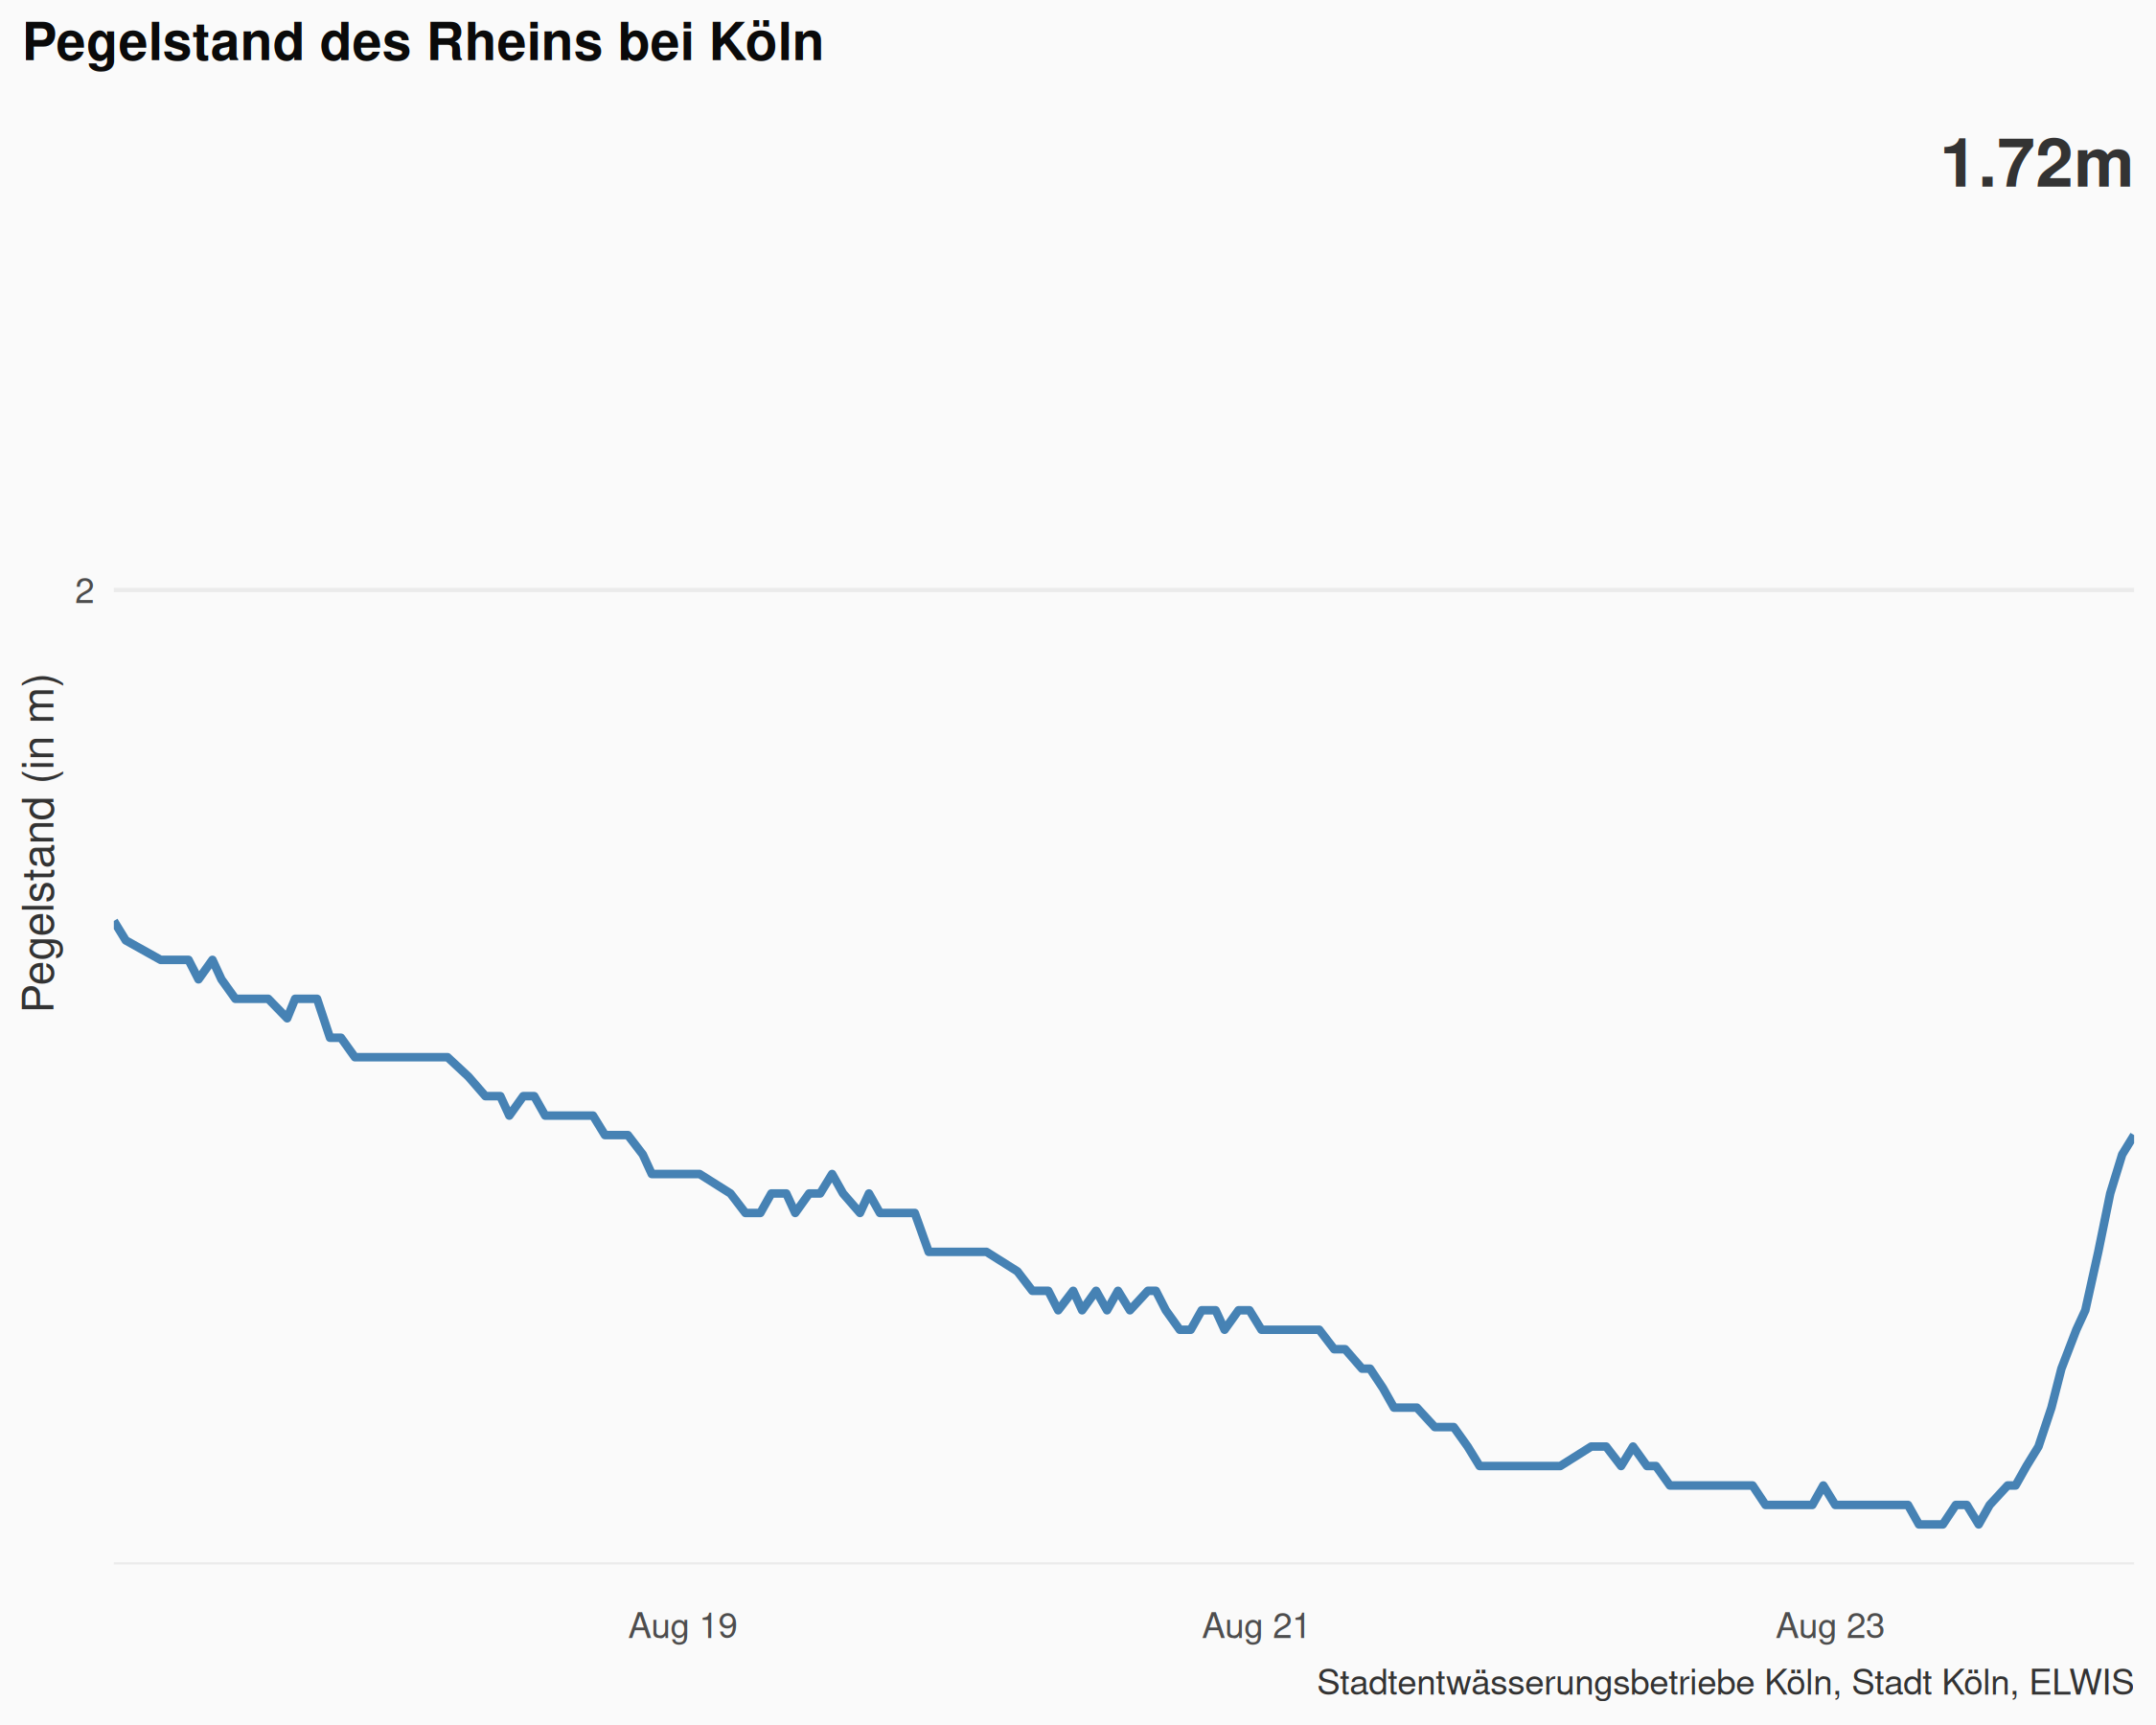 Pegelstand des Rheins bei Köln
1.72m
2
Pegelstand (in m)
Aug 19
Aug 21
Aug 23
Stadtentwässerungsbetriebe Köln, Stadt Köln, ELWIS